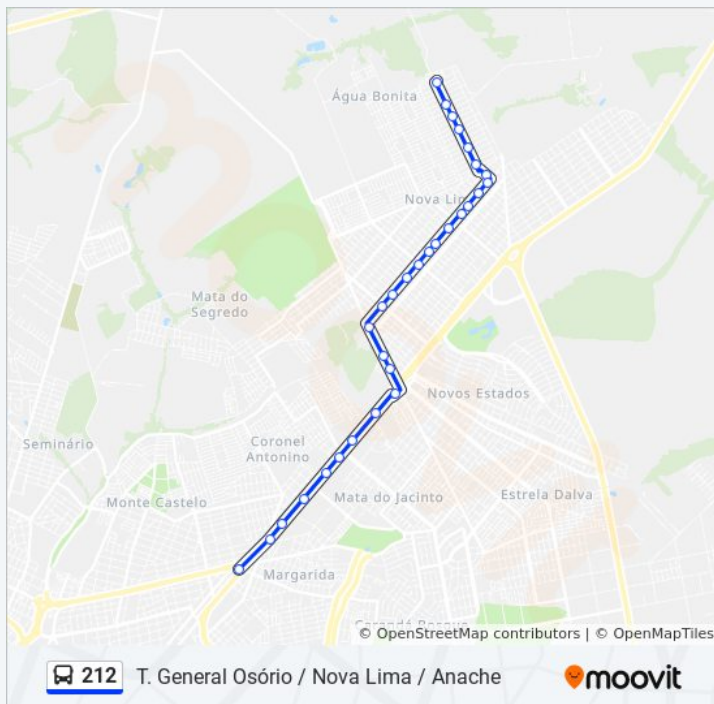 Água Bonita
Nova Lim
Mata do
Segredo
Novos Estados
Coronel
Antonino
Seminário
Mata do Jacinto
Estrela Dalva
Monte Castelo
Margarida
© OpenStreetMap contributors | © OpenMapTiles
212 T. General Osório / Nova Lima / Anache
moovit